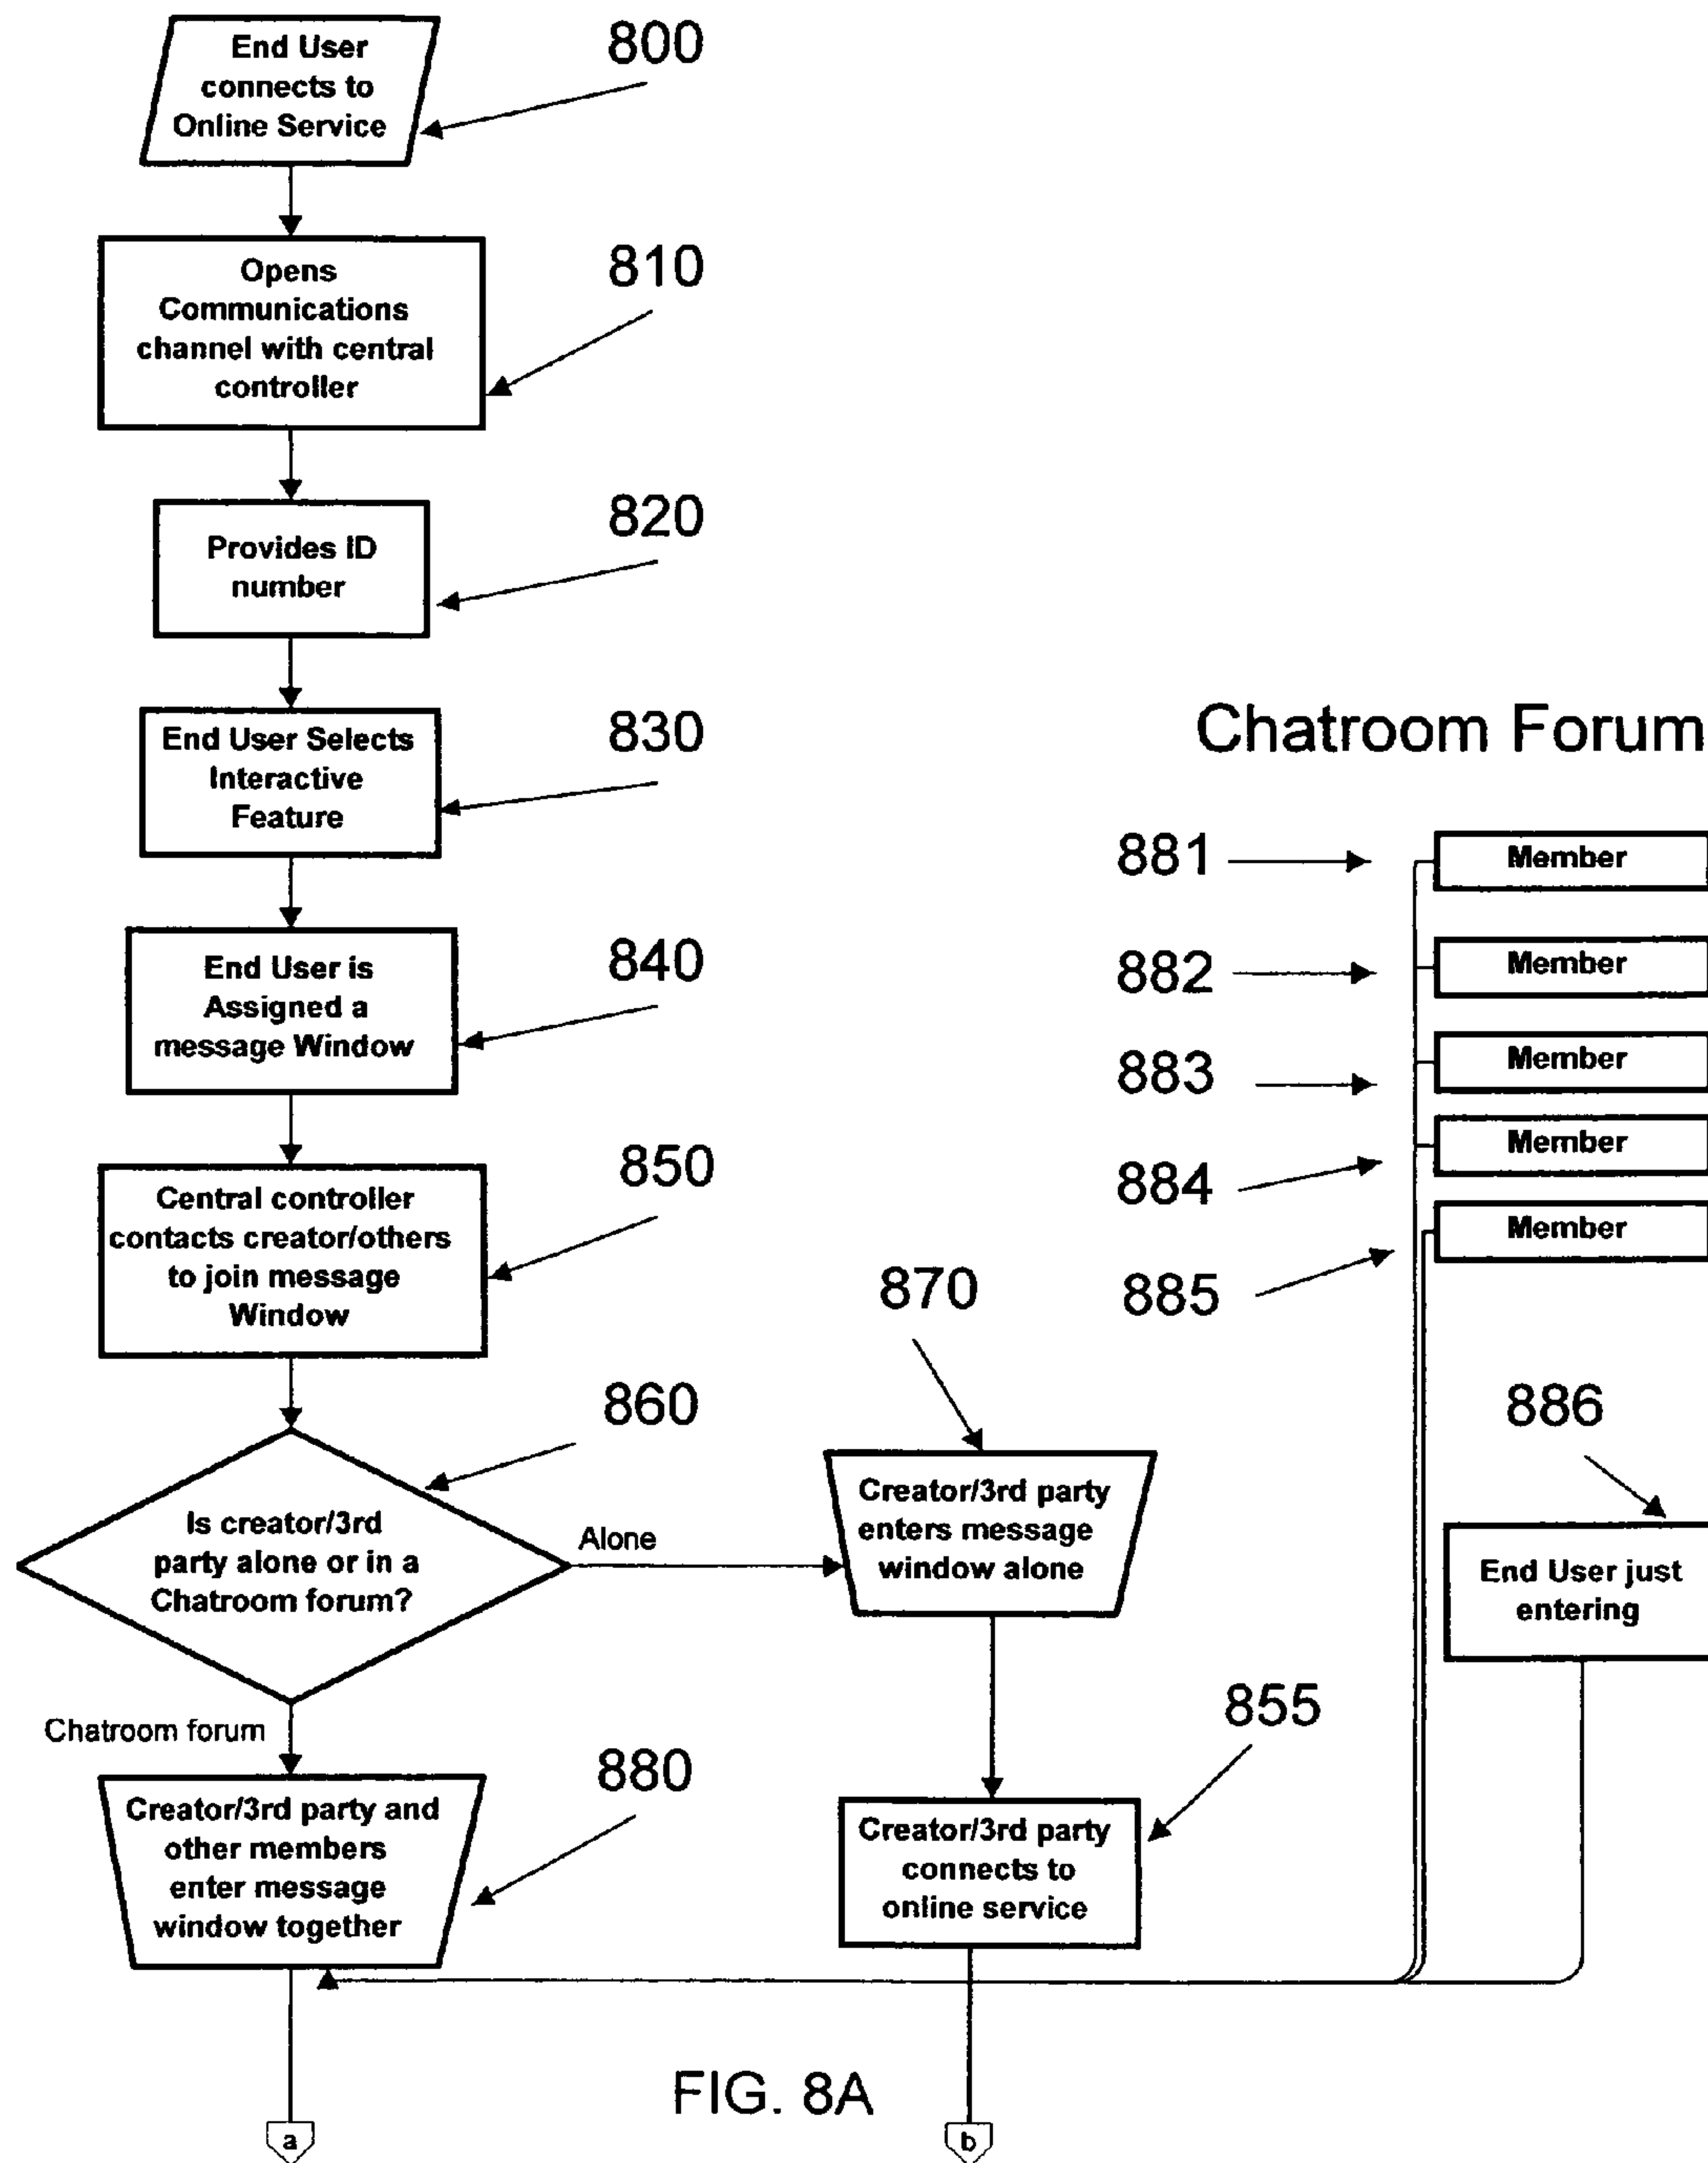 End User
connects to
Online Service
800
Opens
Communications
channel with central
controller
810
Provides ID
number
820
End User Selects
Interactive
Feature
830
End User is
Assigned a
message Window
840
Central controller
contacts creator/others
to join message
Window
850
Is creator/3rd
party alone or in a
Chatroom forum?
860
Alone
Chatroom forum
870
Creator/3rd party
enters message
window alone
855
Creator/3rd party
connects to
online service
880
Creator/3rd party and
other members
enter message
window together
Chatroom Forum
881
Member
882
Member
883
Member
884
Member
885
Member
886
End User just
entering
FIG. 8A
a
b